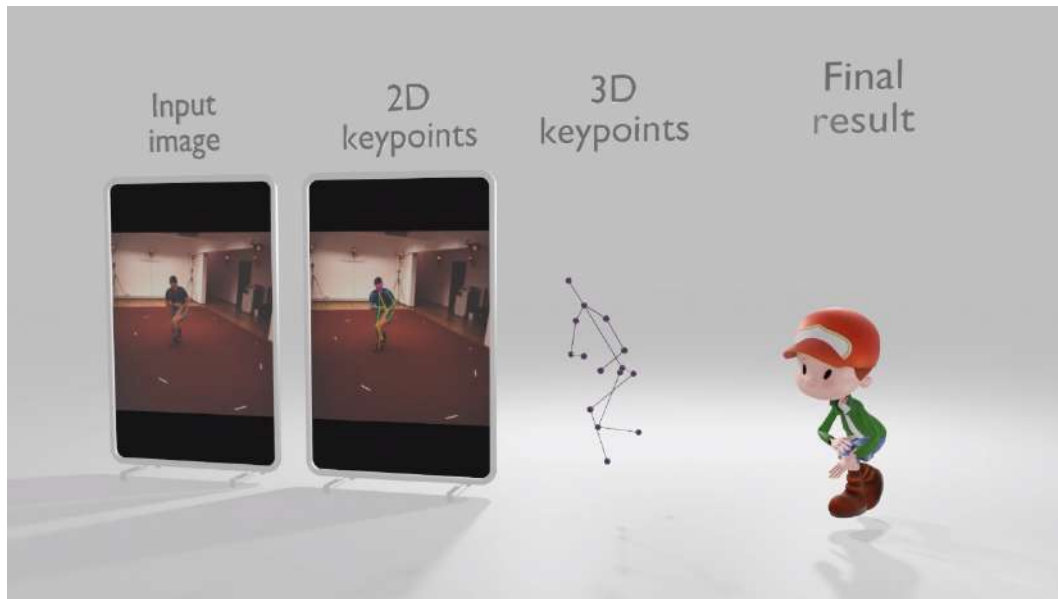 Input
image
2D
keypoints
3D
keypoints
Final
result